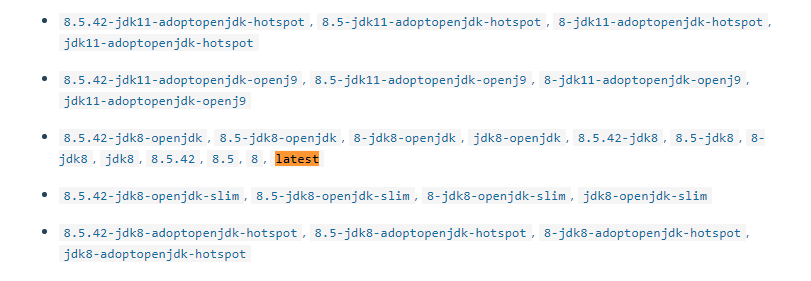 8.5.42-jdk11-adoptopenjdk-hotspot, 8.5-jdk11-adoptopenjdk-hotspot, 8-jdk11-adoptopenjdk-hotspot,
jdk11-adoptopenjdk-hotspot
8.5.42-jdk11-adoptopenjdk-openj9, 8.5-jdk11-adoptopenjdk-openj9, 8-jdk11-adoptopenjdk-openj9,
jdk11-adoptopenjdk-openj9
8.5.42-jdk8-openjdk, 8.5-jdk8-openjdk, 8-jdk8-openjdk, jdk8-openjdk, 8.5.42-jdk8, 8.5-jdk8, 8-
jdk8, jdk8, 8.5.42, 8.5, 8, latest
8.5.42-jdk8-openjdk-slim, 8.5-jdk8-openjdk-slim, 8-jdk8-openjdk-slim, jdk8-openjdk-slim
8.5.42-jdk8-adoptopenjdk-hotspot, 8.5-jdk8-adoptopenjdk-hotspot, 8-jdk8-adoptopenjdk-hotspot,
jdk8-adoptopenjdk-hotspot